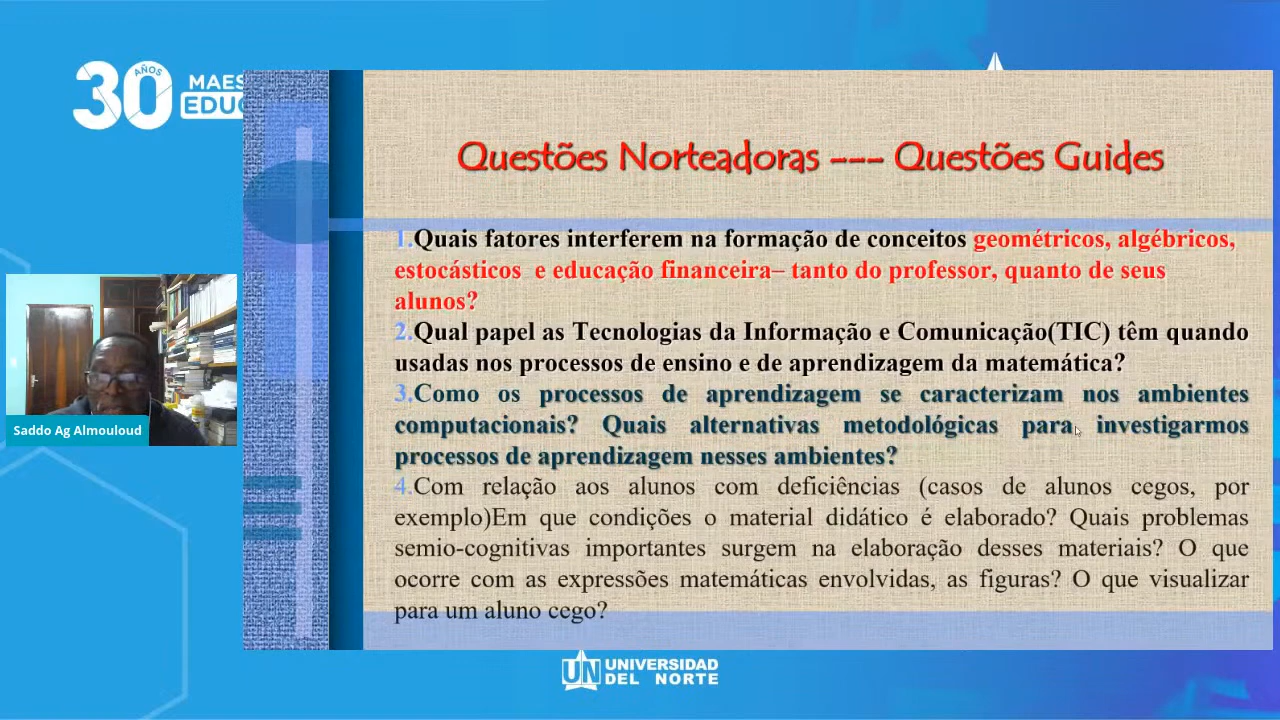 30
AÑOS
MAES
EDUC
Questões Norteadoras --- Questões Guides
1.Quais fatores interferem na formação de conceitos geométricos, algébricos,
estocásticos e educação financeira– tanto do professor, quanto de seus
alunos?
2.Qual papel as Tecnologias da Informação e Comunicação(TIC) têm quando
usadas nos processos de ensino e de aprendizagem da matemática?
3.Como os processos de aprendizagem se caracterizam nos ambientes
computacionais? Quais alternativas metodológicas para investigarmos
processos de aprendizagem nesses ambientes?
4.Com relação aos alunos com deficiências (casos de alunos cegos, por
exemplo)Em que condições o material didático é elaborado? Quais problemas
semio-cognitivas importantes surgem na elaboração desses materiais? O que
ocorre com as expressões matemáticas envolvidas, as figuras? O que visualizar
para um aluno cego?
Saddo Ag Almouloud
UN
UNIVERSIDAD
DEL NORTE